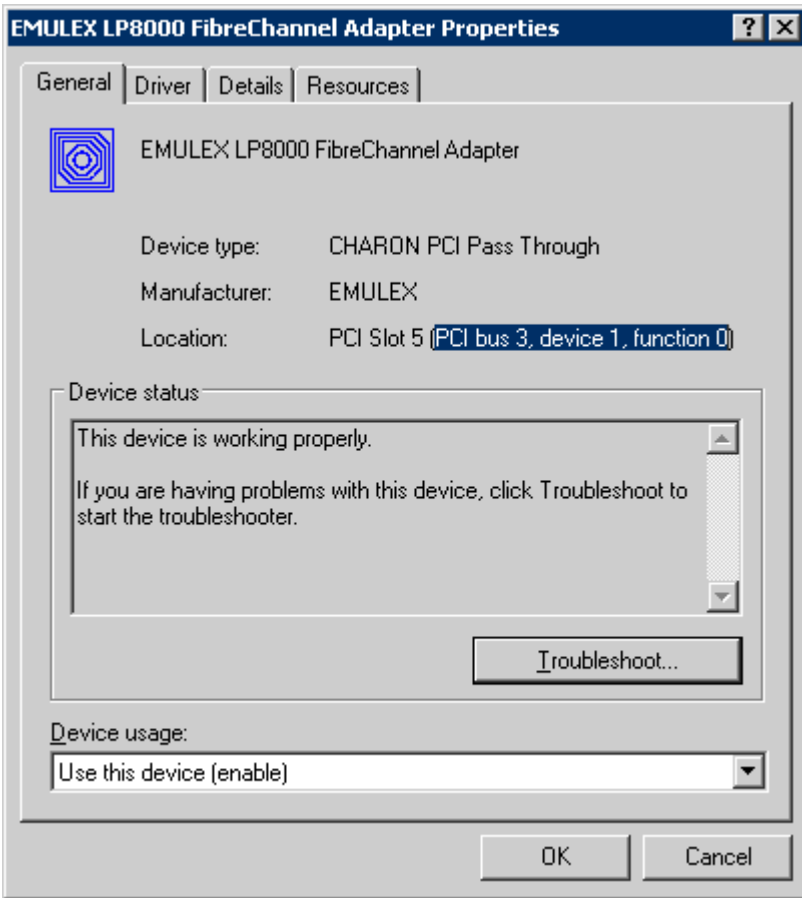 EMULEX LP8000 FibreChannel Adapter Properties
General Driver Details Resources
EMULEX LP8000 FibreChannel Adapter
Device type: CHARON PCI Pass Through
Manufacturer: EMULEX
Location: PCI Slot 5 (PCI bus 3, device 1, function 0)
Device status
This device is working properly.
If you are having problems with this device, click Troubleshoot to
start the troubleshooter.
Troubleshoot...
Device usage:
Use this device (enable)
OK Cancel